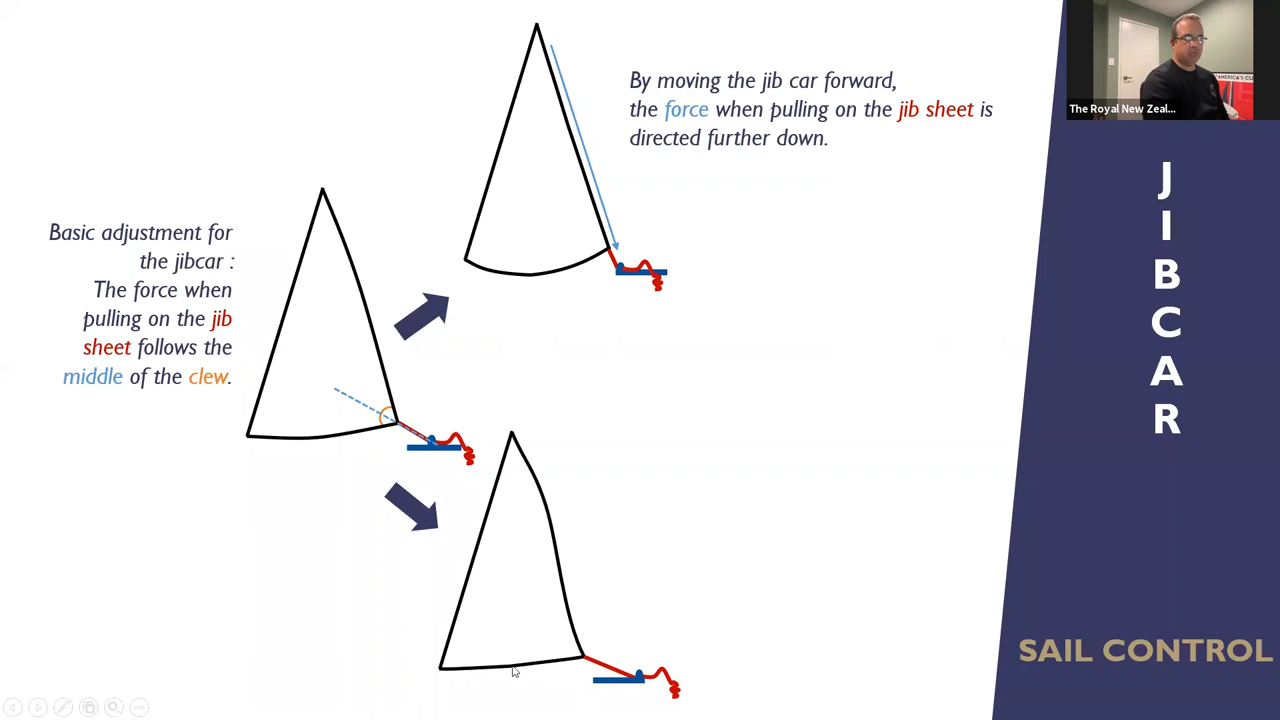 By moving the jib car forward,
the force when pulling on the jib sheet is
directed further down.
Basic adjustment for
the jibcar :
The force when
pulling on the jib
sheet follows the
middle of the clew.
AMERICA'S CU
The Royal New Zeal...
J
I
B
C
A
R
SAIL CONTROL